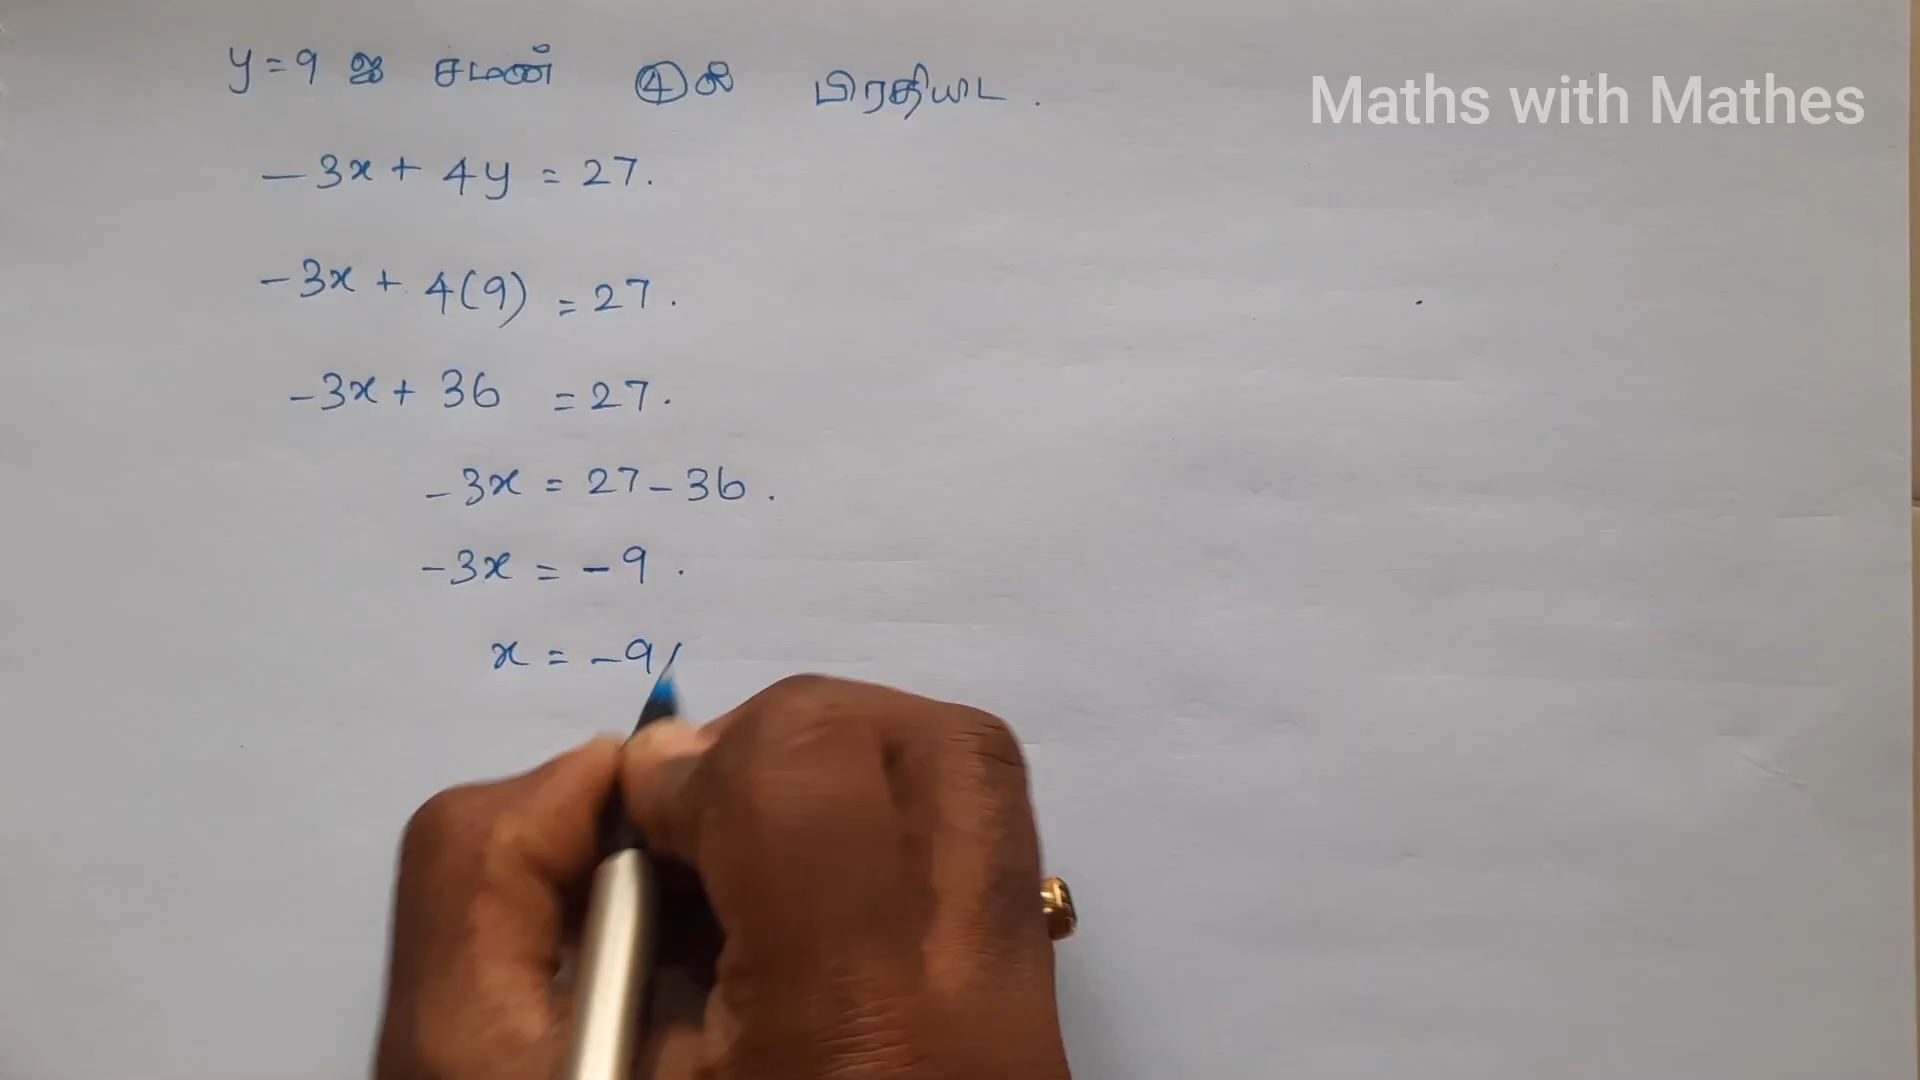 y=9 ஐ சமன் ④ல் பிரதியிட .
Maths with Mathes
-3x + 4y = 27.
-3x + 4(9) = 27.
-3x + 36 = 27.
-3x = 27 - 36.
-3x = -9.
x = -9/